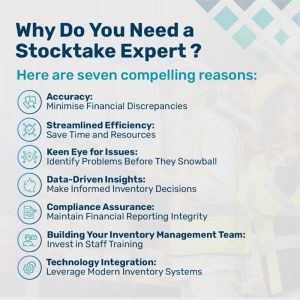 Why Do You Need a
Stocktake Expert ?
Here are seven compelling reasons:
Accuracy:
Minimise Financial Discrepancies
Streamlined Efficiency:
Save Time and Resources
Keen Eye for Issues:
Identify Problems Before They Snowball
Data-Driven Insights:
Make Informed Inventory Decisions
Compliance Assurance:
Maintain Financial Reporting Integrity
Building Your Inventory Management Team:
Invest in Staff Training
Technology Integration:
Leverage Modern Inventory Systems